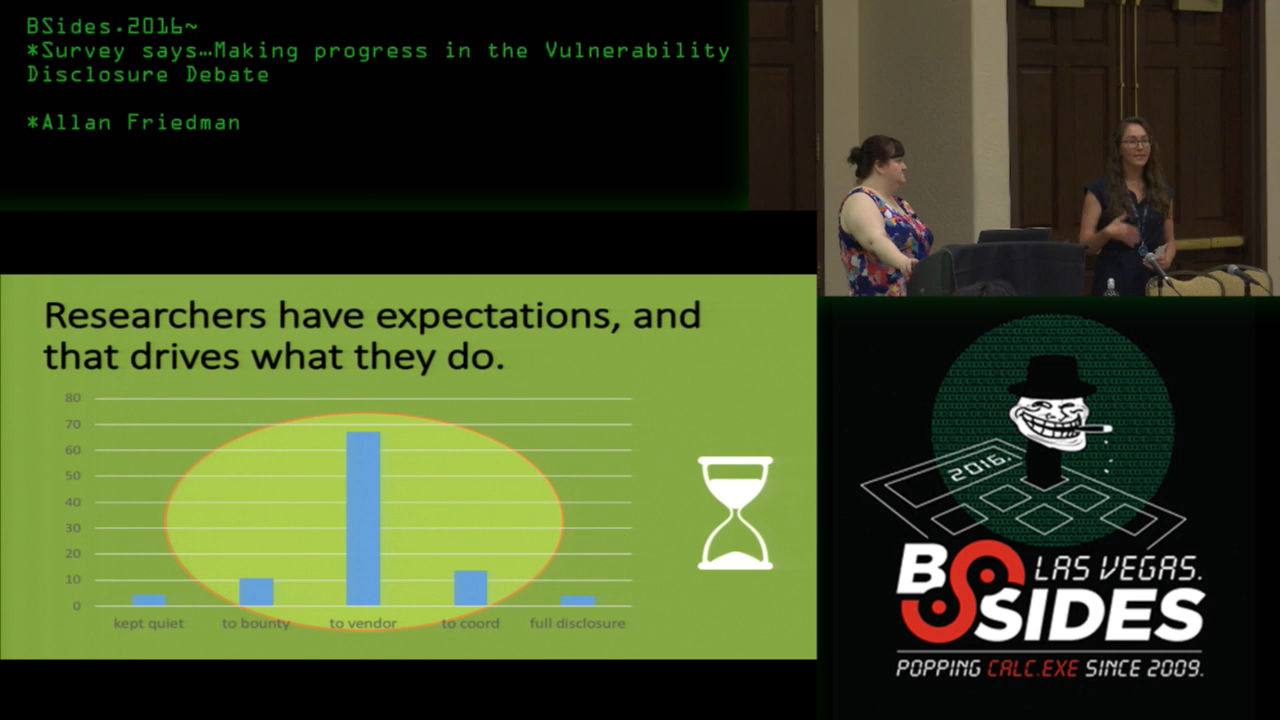 BSides.2016~
*Survey says…Making progress in the Vulnerability
Disclosure Debate
*Allan Friedman
Researchers have expectations, and
that drives what they do.
80
70
60
50
40
30
20
10
0
kept quiet
to bounty
to vendor
to coord
full disclosure
2016.
BSIDES
LAS VEGAS.
POPPING CALC.EXE SINCE 2009.